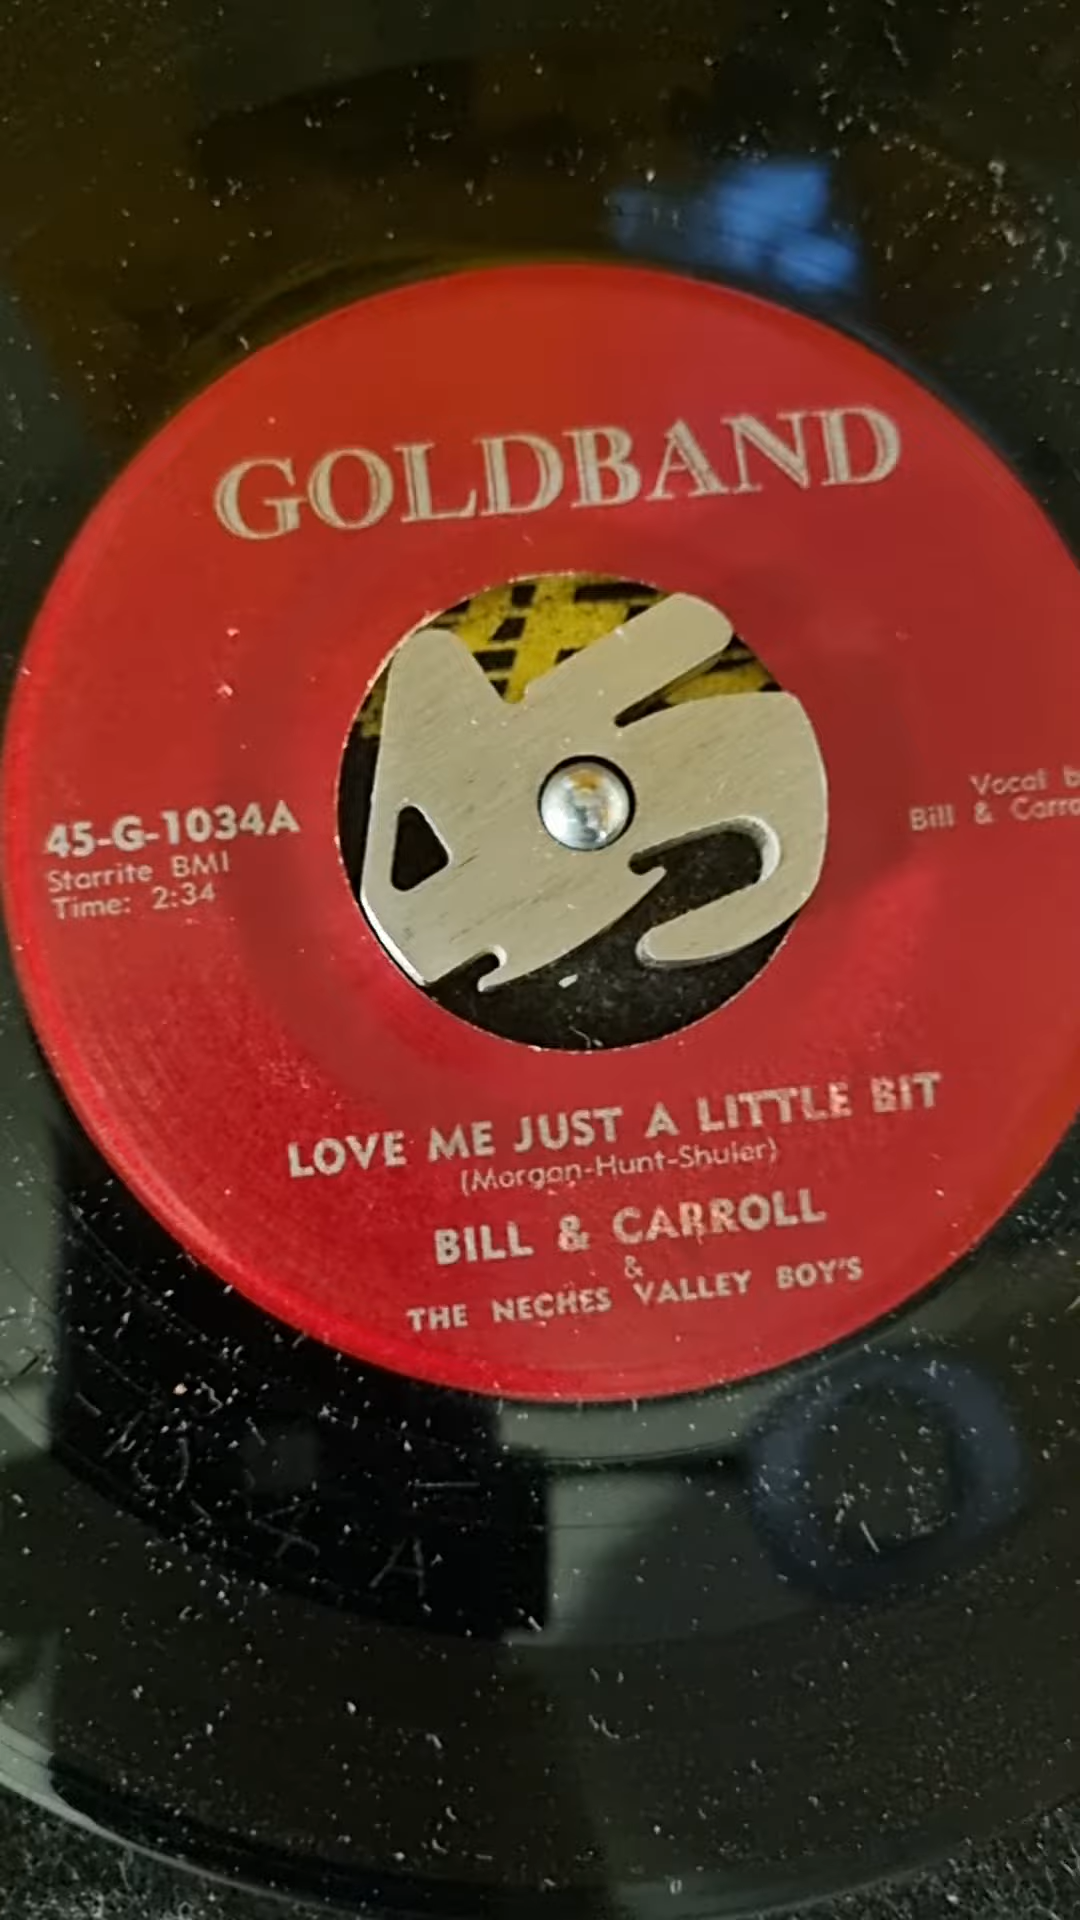 GOLDBAND
45-G-1034A
Starrite BMI
Time: 2:34
Vocal b
Bill & Carro
LOVE ME JUST A LITTLE BIT
(Morgan-Hunt-Shuler)
BILL & CARROLL
&
THE NECHES VALLEY BOY'S